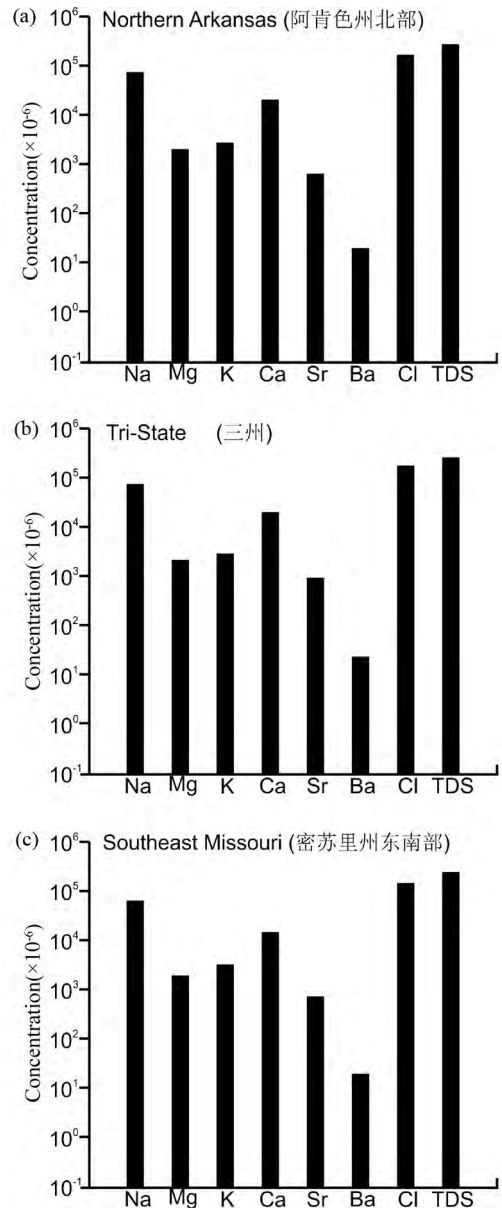 (a) Northern Arkansas (阿肯色州北部)
Concentration(×10⁻⁶)
10⁶
10⁵
10⁴
10³
10²
10¹
10⁰
10⁻¹
Na Mg K Ca Sr Ba Cl TDS
(b) Tri-State (三州)
Concentration(×10⁻⁶)
10⁶
10⁵
10⁴
10³
10²
10¹
10⁰
10⁻¹
Na Mg K Ca Sr Ba Cl TDS
(c) Southeast Missouri (密苏里州东南部)
Concentration(×10⁻⁶)
10⁶
10⁵
10⁴
10³
10²
10¹
10⁰
10⁻¹
Na Mg K Ca Sr Ba Cl TDS